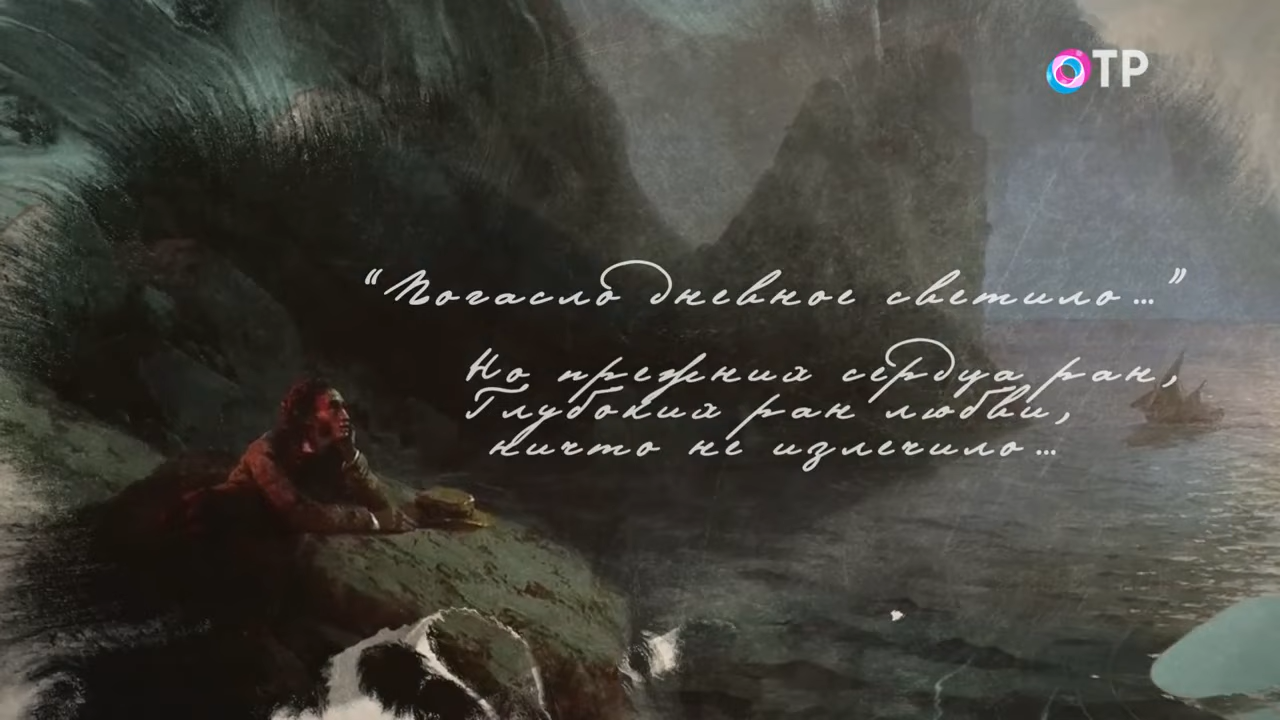 ОТР
“Погасло дневное светило...”
Но прежних сердца ран,
Глубоких ран любви,
ничто не излечило...